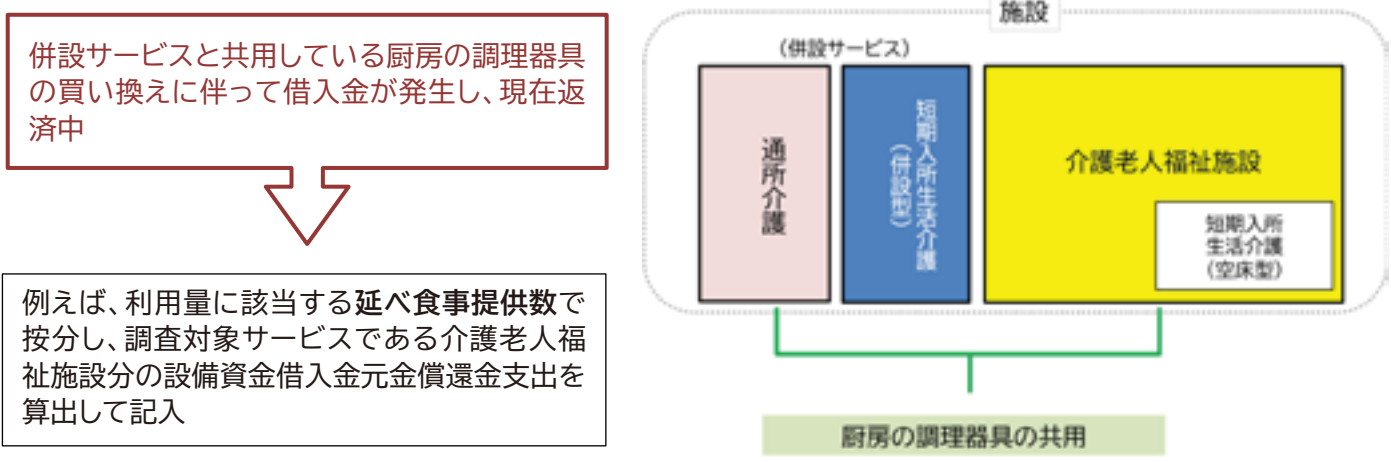 併設サービスと共用している厨房の調理器具
の買い換えに伴って借入金が発生し、現在返
済中
例えば、利用量に該当する延べ食事提供数で
按分し、調査対象サービスである介護老人福
祉施設分の設備資金借入金元金償還金支出を
算出して記入
施設
（併設サービス）
通所介護
短期入所生活介護
（併設型）
介護老人福祉施設
短期入所
生活介護
（空床型）
厨房の調理器具の共用